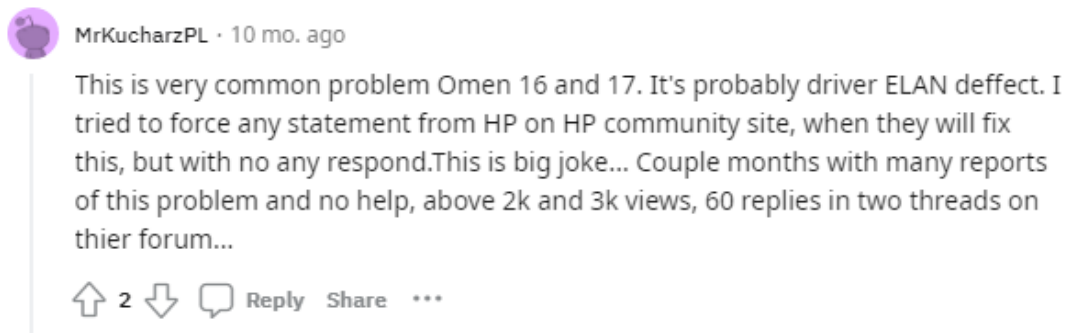 MrKucharzPL · 10 mo. ago
This is very common problem Omen 16 and 17. It's probably driver ELAN deffect. I
tried to force any statement from HP on HP community site, when they will fix
this, but with no any respond.This is big joke... Couple months with many reports
of this problem and no help, above 2k and 3k views, 60 replies in two threads on
thier forum...
2 Reply Share ...